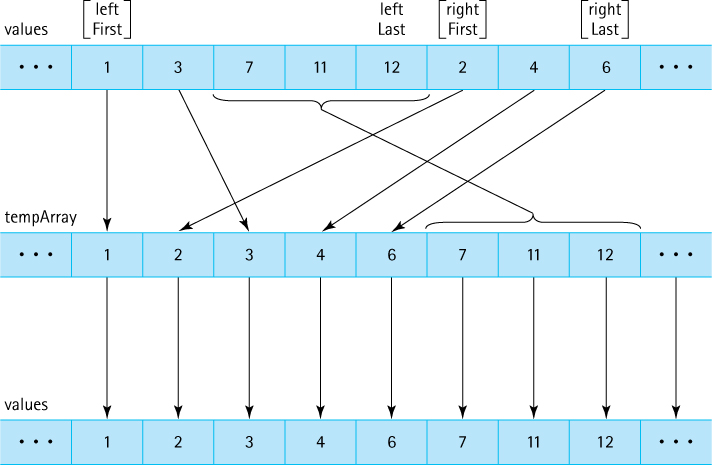 left left right right
First Last First Last
values
• • • 1 3 7 11 12 2 4 6 • • •
tempArray
• • • 1 2 3 4 6 7 11 12 • • •
values
• • • 1 2 3 4 6 7 11 12 • • •